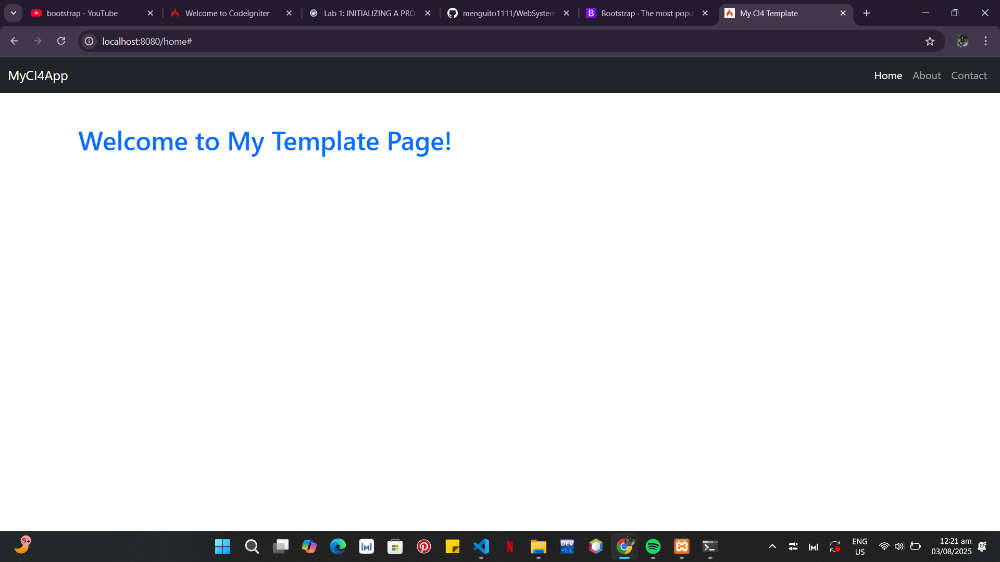 bootstrap - YouTube
Welcome to CodeIgniter
Lab 1: INITIALIZING A PRO
menguito1111/WebSystem
Bootstrap · The most popu
My CI4 Template
localhost:8080/home#
MyCI4App
Home
About
Contact
Welcome to My Template Page!
9+
DEV
C++
ENG
US
12:21 am
03/08/2025